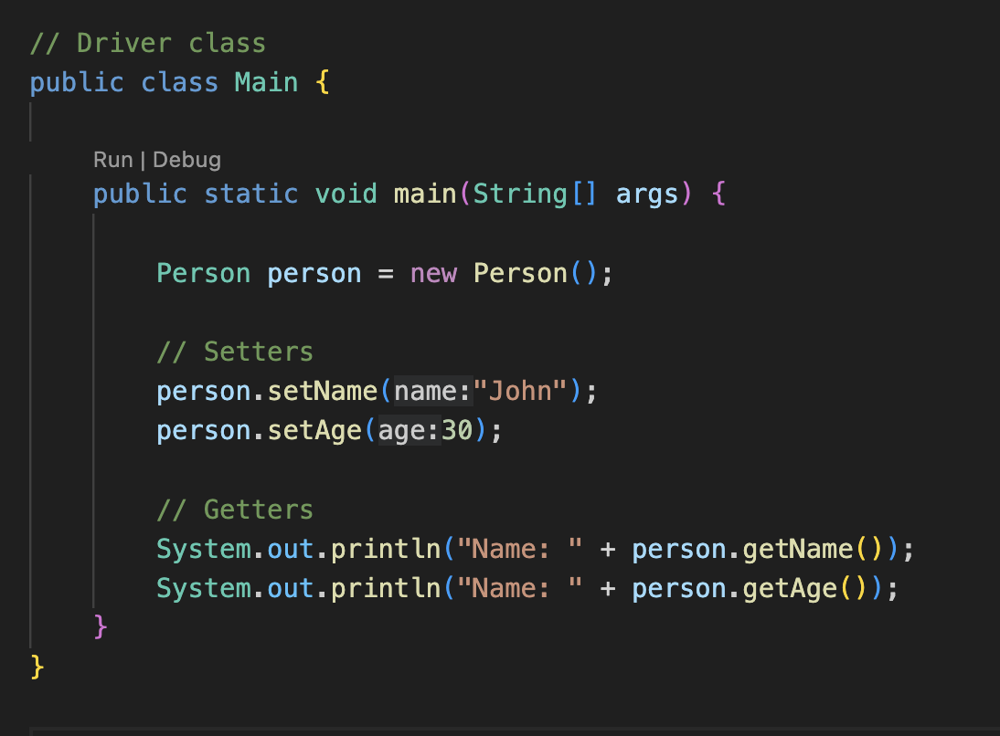 // Driver class
public class Main {
Run | Debug
public static void main(String[] args) {
Person person = new Person();
// Setters
person.setName(name:"John");
person.setAge(age:30);
// Getters
System.out.println("Name: " + person.getName());
System.out.println("Name: " + person.getAge());
}
}